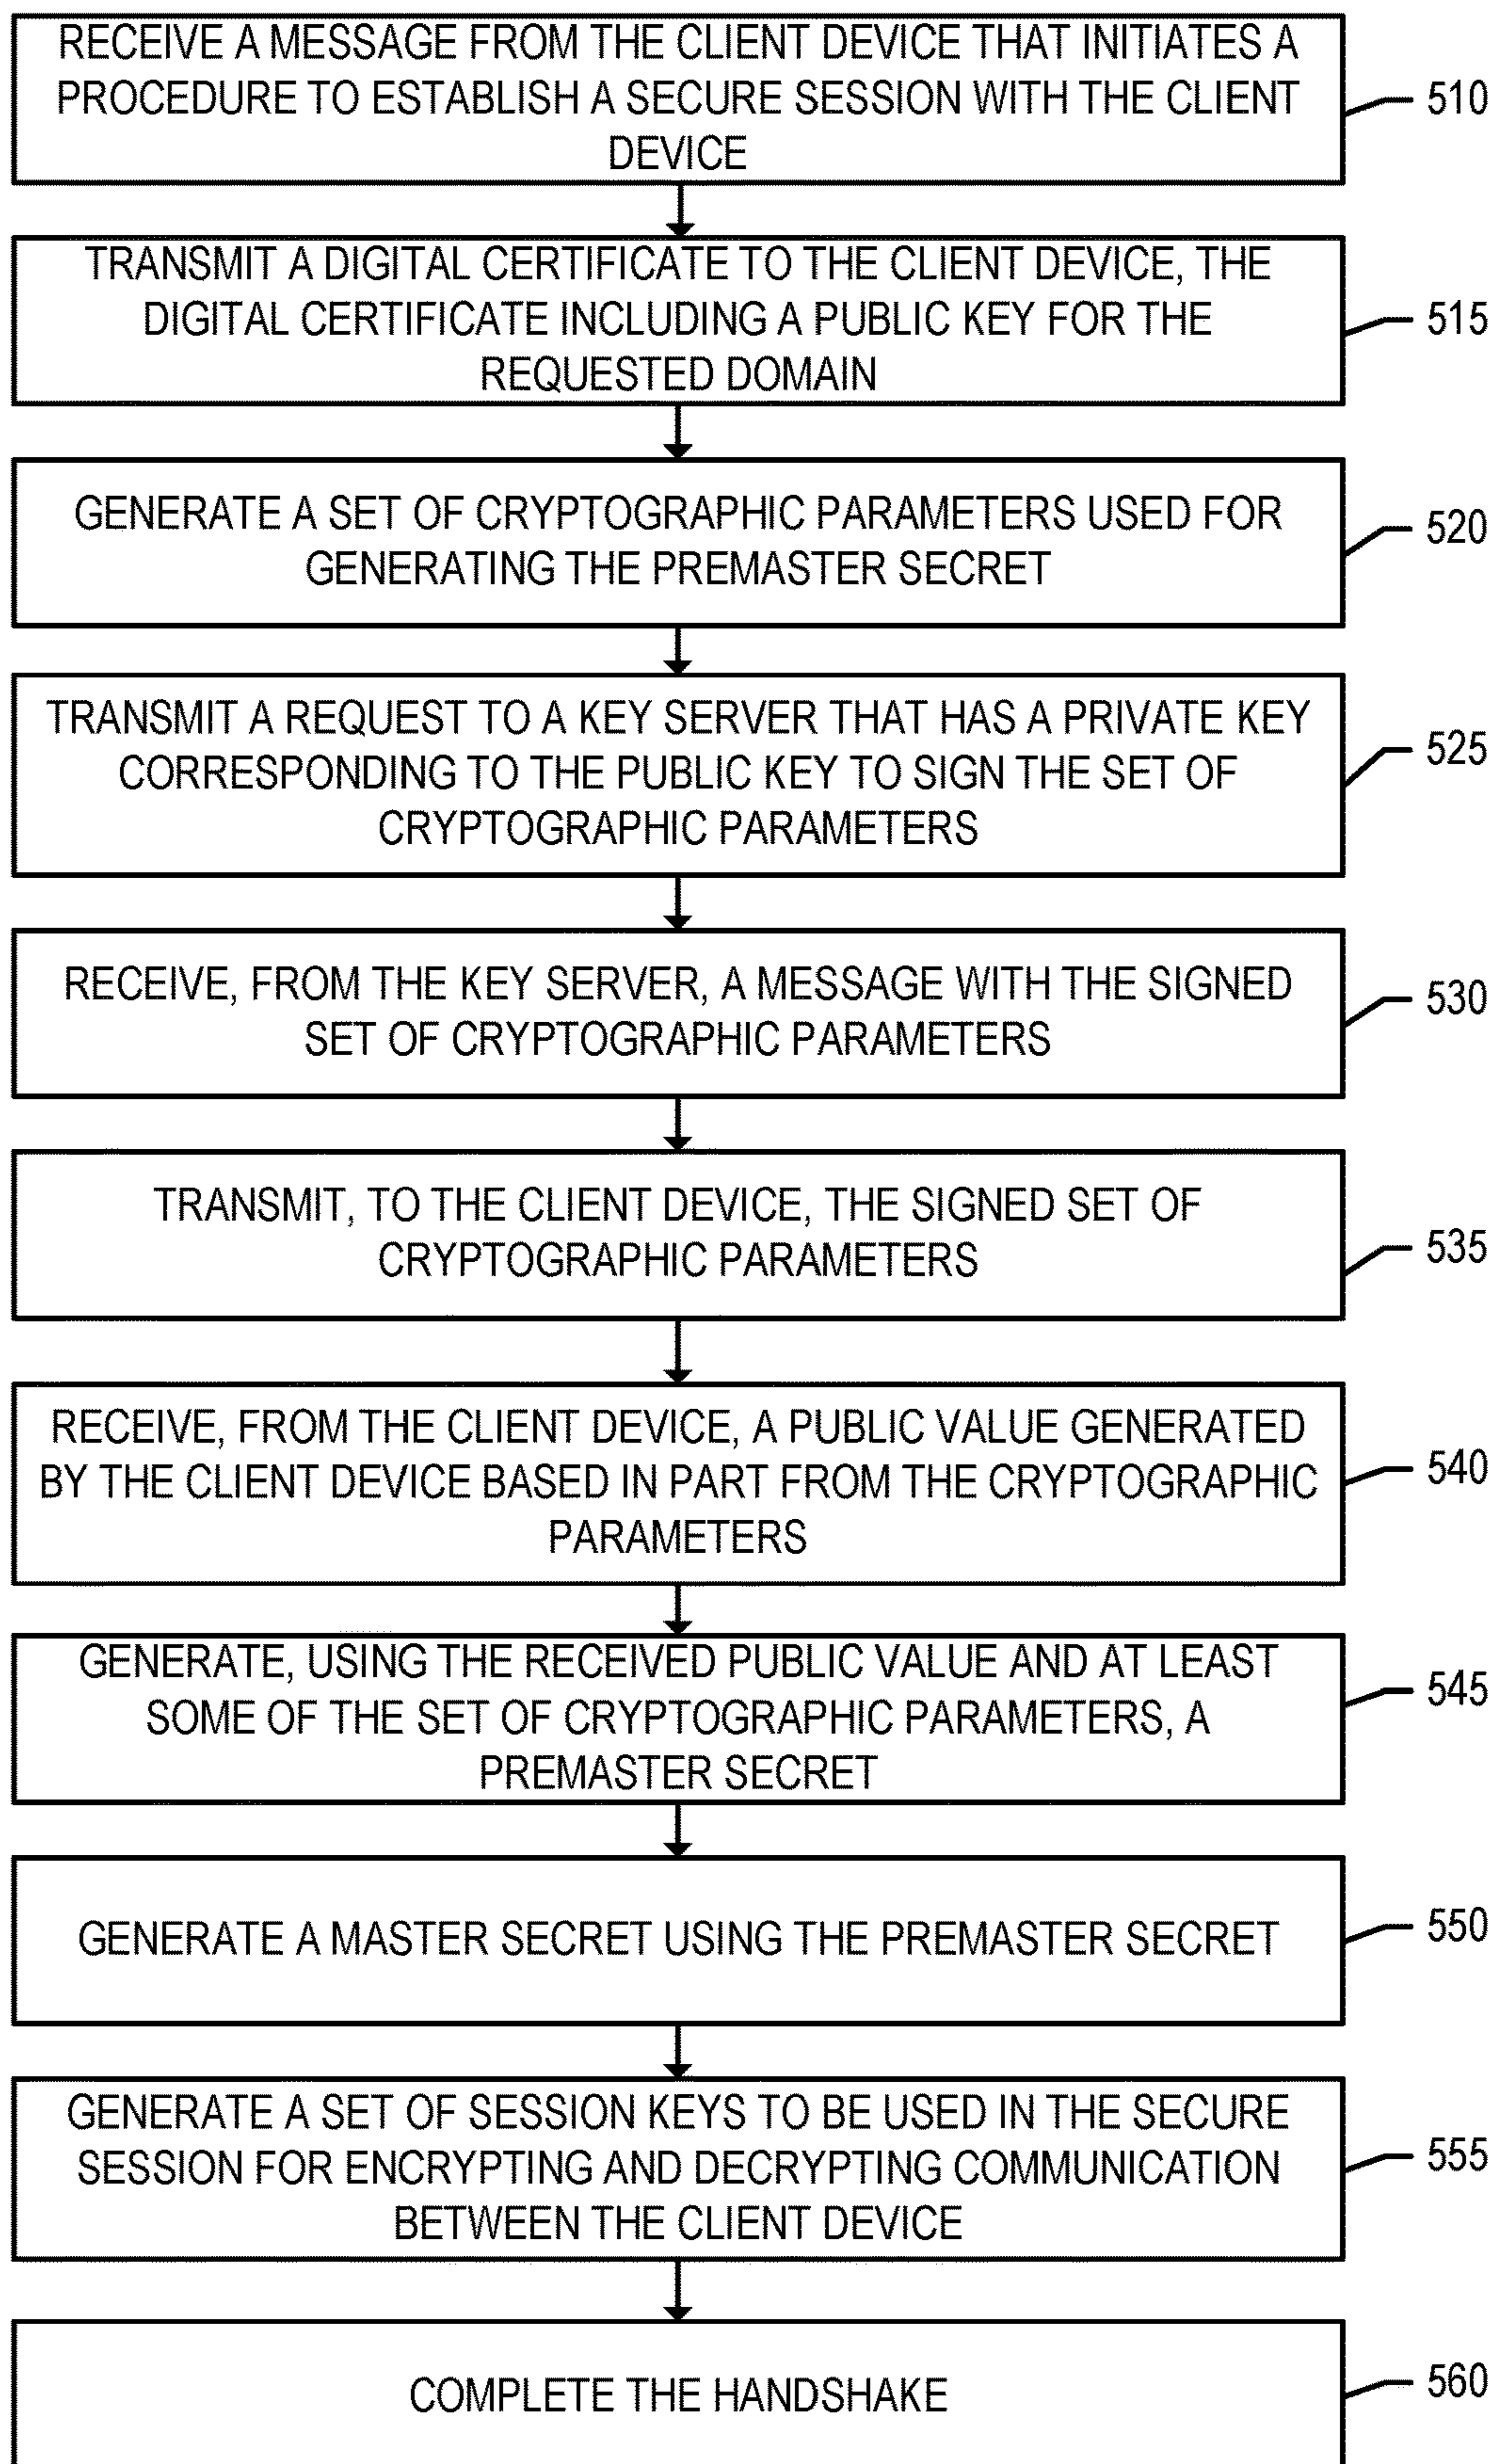 RECEIVE A MESSAGE FROM THE CLIENT DEVICE THAT INITIATES A
PROCEDURE TO ESTABLISH A SECURE SESSION WITH THE CLIENT
DEVICE
510
TRANSMIT A DIGITAL CERTIFICATE TO THE CLIENT DEVICE, THE
DIGITAL CERTIFICATE INCLUDING A PUBLIC KEY FOR THE
REQUESTED DOMAIN
515
GENERATE A SET OF CRYPTOGRAPHIC PARAMETERS USED FOR
GENERATING THE PREMASTER SECRET
520
TRANSMIT A REQUEST TO A KEY SERVER THAT HAS A PRIVATE KEY
CORRESPONDING TO THE PUBLIC KEY TO SIGN THE SET OF
CRYPTOGRAPHIC PARAMETERS
525
RECEIVE, FROM THE KEY SERVER, A MESSAGE WITH THE SIGNED
SET OF CRYPTOGRAPHIC PARAMETERS
530
TRANSMIT, TO THE CLIENT DEVICE, THE SIGNED SET OF
CRYPTOGRAPHIC PARAMETERS
535
RECEIVE, FROM THE CLIENT DEVICE, A PUBLIC VALUE GENERATED
BY THE CLIENT DEVICE BASED IN PART FROM THE CRYPTOGRAPHIC
PARAMETERS
540
GENERATE, USING THE RECEIVED PUBLIC VALUE AND AT LEAST
SOME OF THE SET OF CRYPTOGRAPHIC PARAMETERS, A
PREMASTER SECRET
545
GENERATE A MASTER SECRET USING THE PREMASTER SECRET
550
GENERATE A SET OF SESSION KEYS TO BE USED IN THE SECURE
SESSION FOR ENCRYPTING AND DECRYPTING COMMUNICATION
BETWEEN THE CLIENT DEVICE
555
COMPLETE THE HANDSHAKE
560